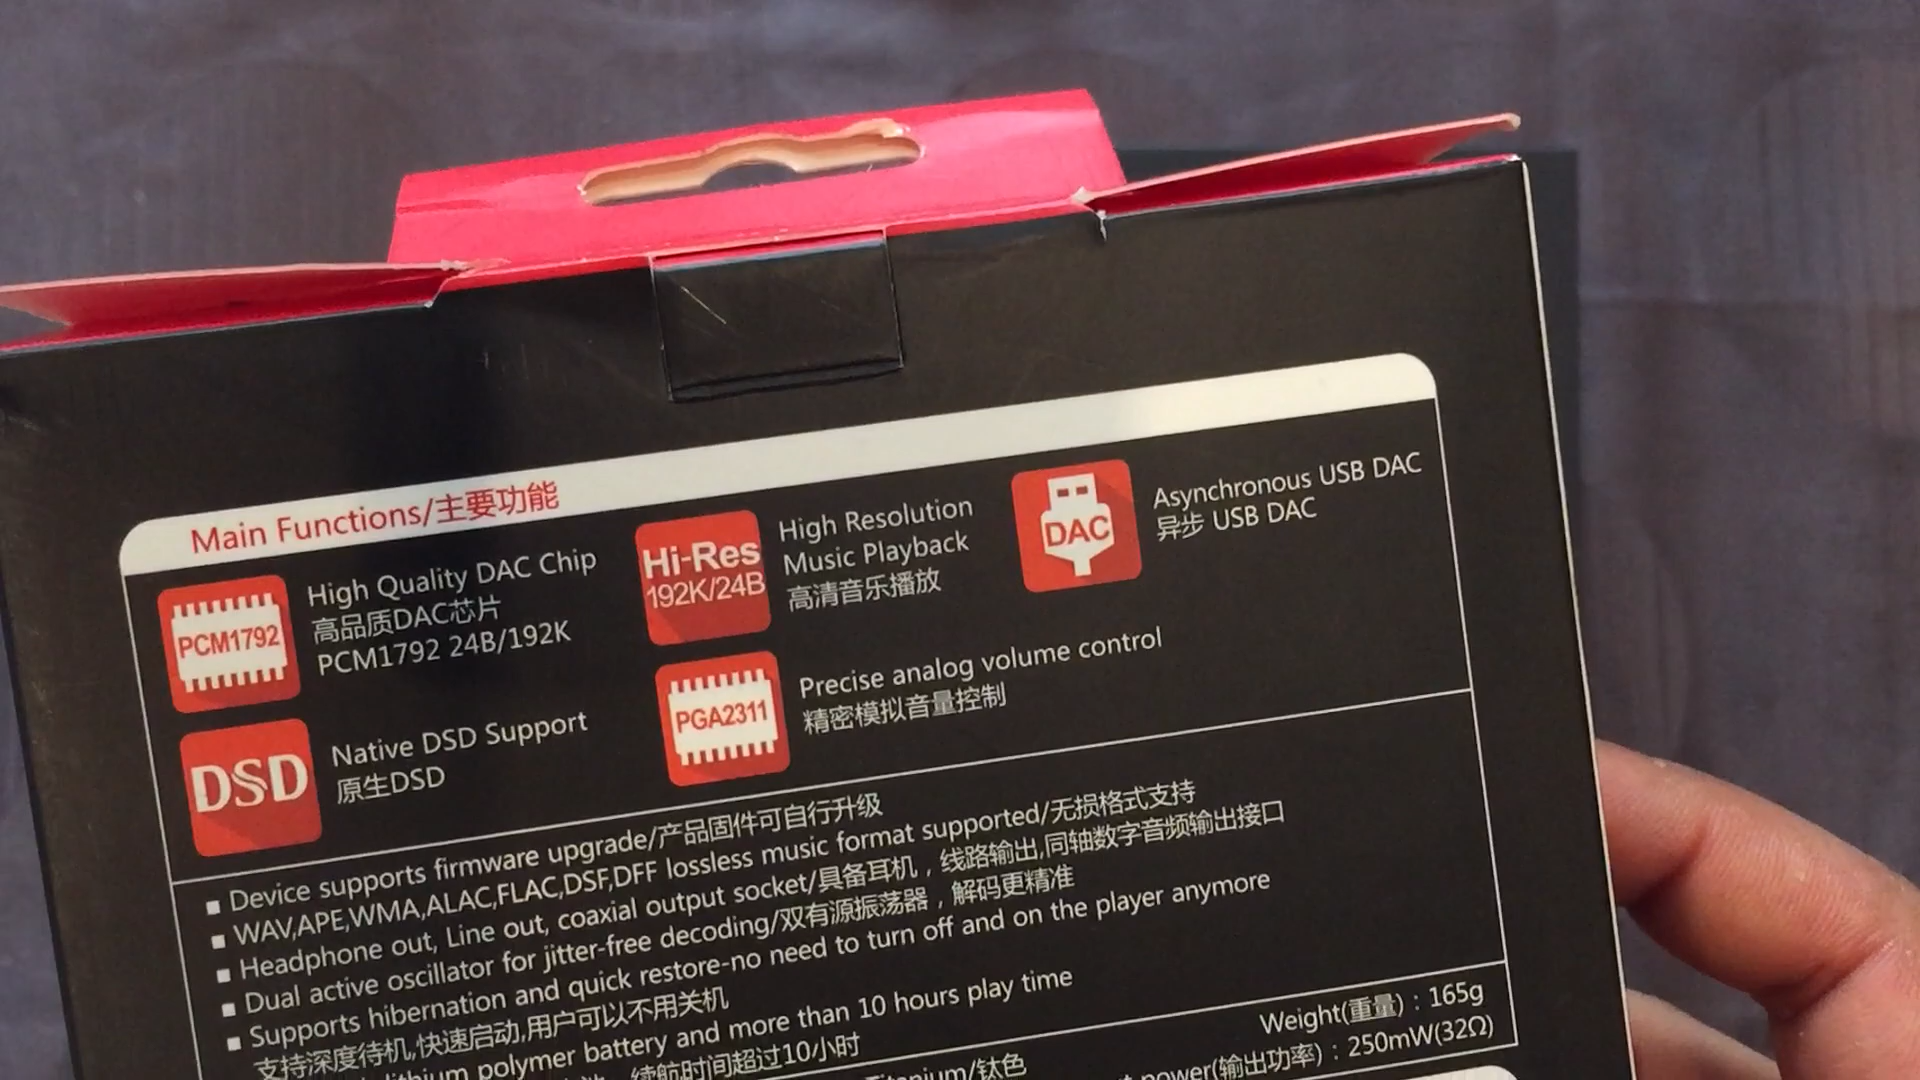 Main Functions/主要功能
PCM1792
High Quality DAC Chip
高品质DAC芯片
PCM1792 24B/192K
Hi-Res
192K/24B
High Resolution
Music Playback
高清音乐播放
DAC
Asynchronous USB DAC
异步 USB DAC
DSD
Native DSD Support
原生DSD
PGA2311
Precise analog volume control
精密模拟音量控制
■ Device supports firmware upgrade/产品固件可自行升级
■ WAV,APE,WMA,ALAC,FLAC,DSF,DFF lossless music format supported/无损格式支持
■ Headphone out, Line out, coaxial output socket/具备耳机，线路输出,同轴数字音频输出接口
■ Dual active oscillator for jitter-free decoding/双有源振荡器，解码更精准
■ Supports hibernation and quick restore-no need to turn off and on the player anymore
支持深度待机,快速启动,用户可以不用关机
lithium polymer battery and more than 10 hours play time
续航时间超过10小时
Titanium/钛色
Weight(重量)：165g
power(输出功率)：250mW(32Ω)